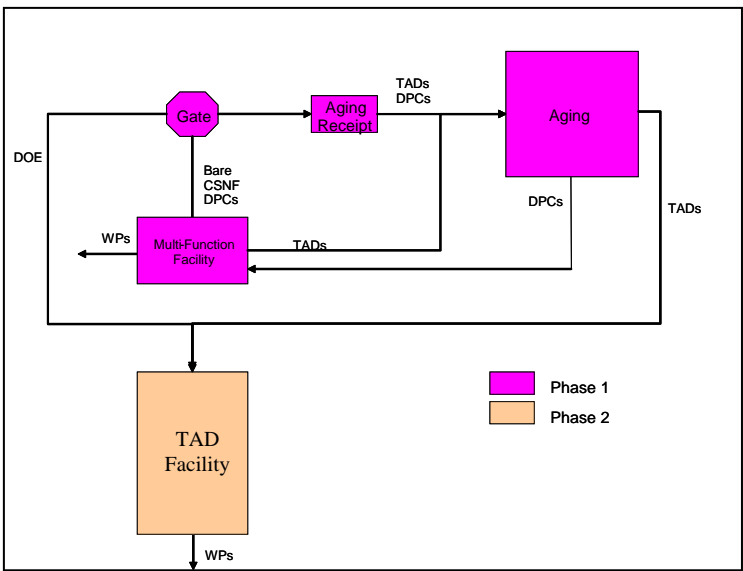 TADs
DPCs
Gate
Aging
Receipt
Aging
DOE
Bare
CSNF
DPCs
DPCs
TADs
WPs
Multi-Function
Facility
TADs
Phase 1
Phase 2
TAD
Facility
WPs